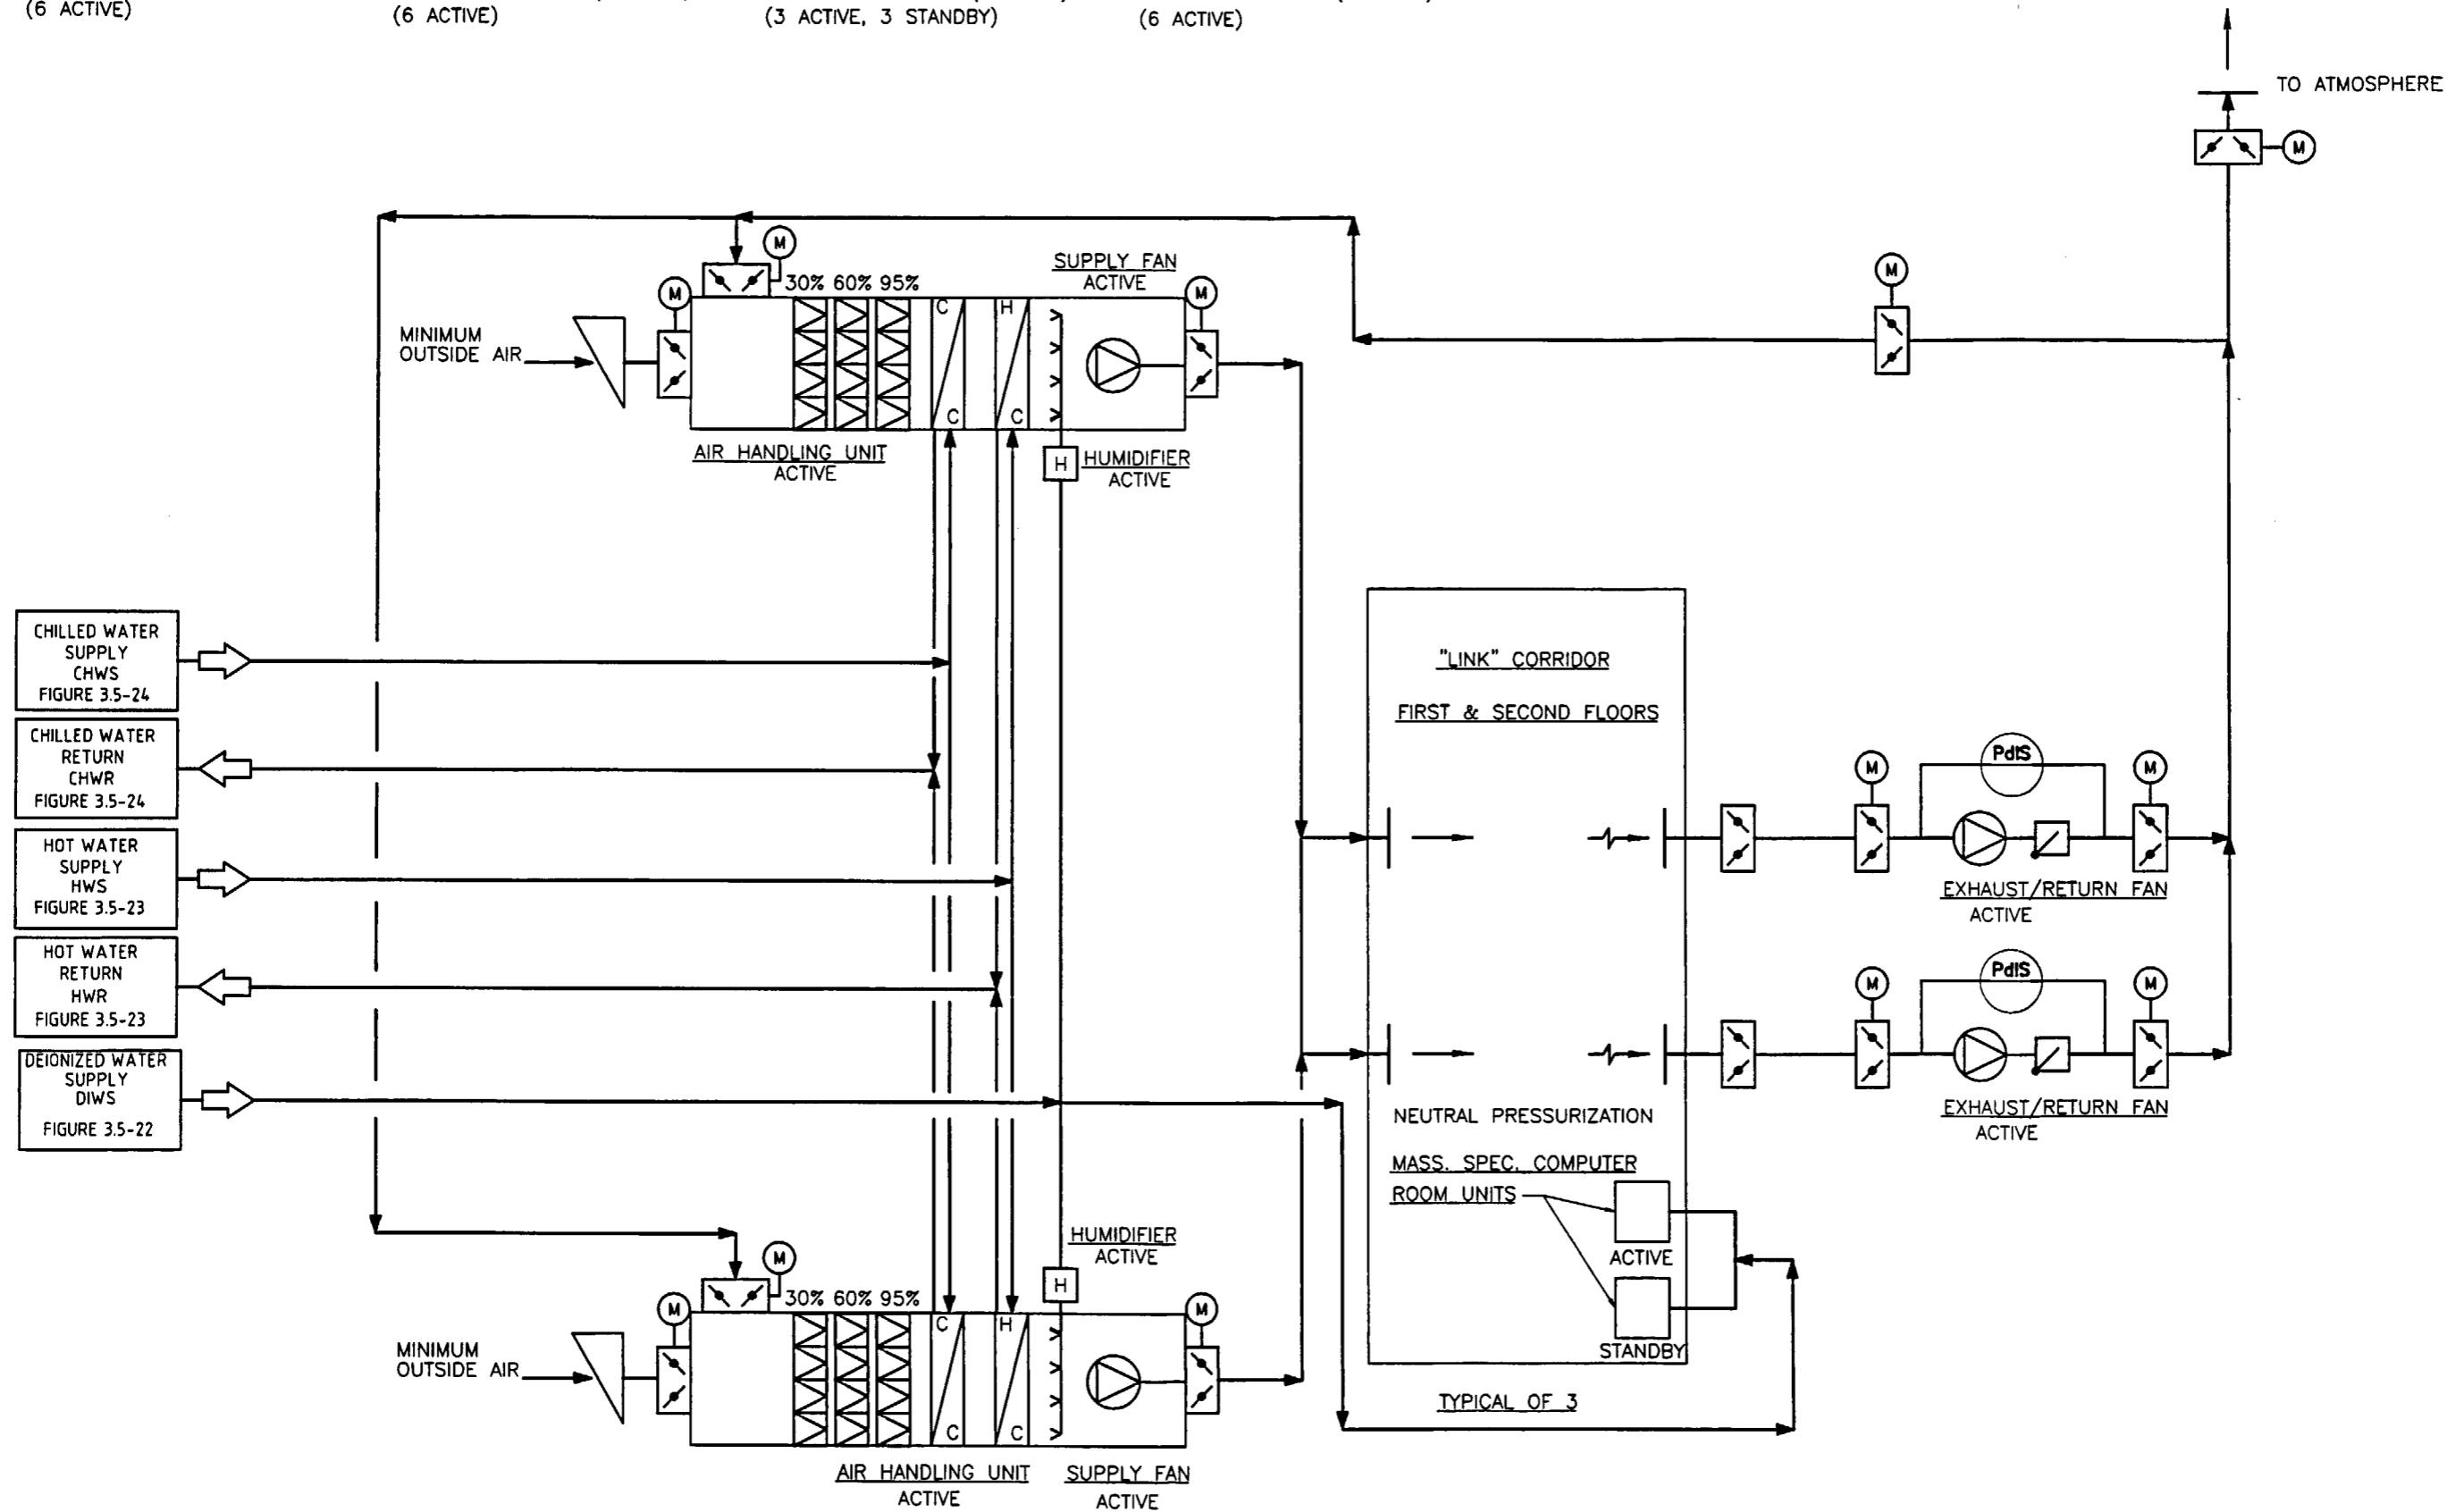 (6 ACTIVE)
(6 ACTIVE)
(3 ACTIVE, 3 STANDBY)
(6 ACTIVE)
TO ATMOSPHERE
M
M
M
30% 60% 95%
SUPPLY FAN
ACTIVE
M
M
MINIMUM
OUTSIDE AIR
C
H
C
C
AIR HANDLING UNIT
ACTIVE
H
HUMIDIFIER
ACTIVE
CHILLED WATER
SUPPLY
CHWS
FIGURE 3.5-24
CHILLED WATER
RETURN
CHWR
FIGURE 3.5-24
HOT WATER
SUPPLY
HWS
FIGURE 3.5-23
HOT WATER
RETURN
HWR
FIGURE 3.5-23
DEIONIZED WATER
SUPPLY
DIWS
FIGURE 3.5-22
"LINK" CORRIDOR
FIRST & SECOND FLOORS
M
PdIS
M
EXHAUST/RETURN FAN
ACTIVE
M
PdIS
M
EXHAUST/RETURN FAN
ACTIVE
NEUTRAL PRESSURIZATION
MASS. SPEC. COMPUTER
ROOM UNITS
ACTIVE
STANDBY
TYPICAL OF 3
HUMIDIFIER
ACTIVE
H
M
30% 60% 95%
M
M
MINIMUM
OUTSIDE AIR
C
H
C
C
AIR HANDLING UNIT
ACTIVE
SUPPLY FAN
ACTIVE